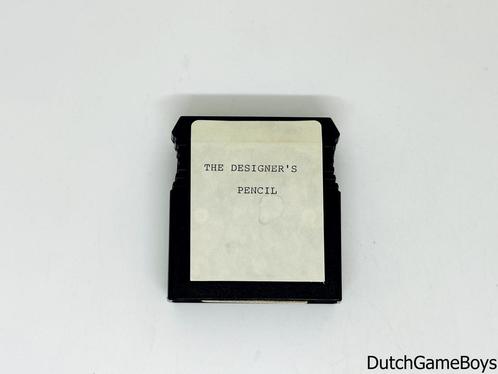 THE DESIGNER'S
PENCIL
DutchGameBoys